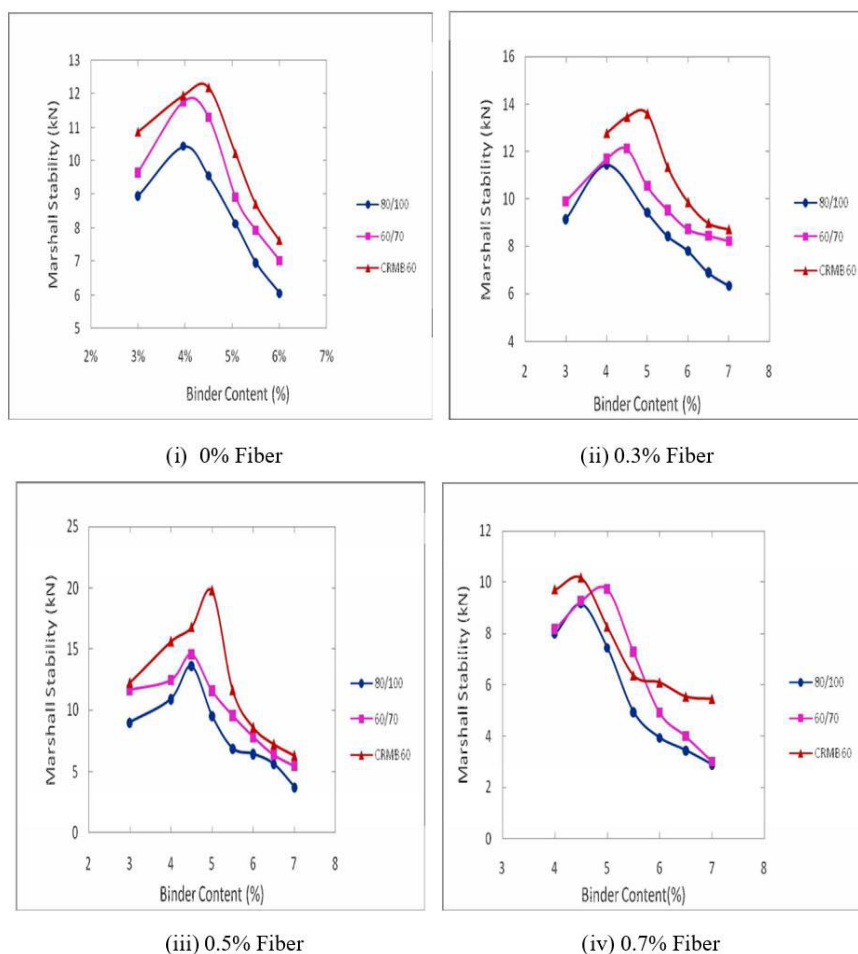 Marshall Stability (kN)
13
12
11
10
9
8
7
6
5
2% 3% 4% 5% 6% 7%
Binder Content (%)
80/100
60/70
CRMB 60
(i) 0% Fiber
Marshall Stability (kN)
16
14
12
10
8
6
4
2 3 4 5 6 7 8
Binder Content (%)
80/100
60/70
CRMB 60
(ii) 0.3% Fiber
Marshall Stability (kN)
25
20
15
10
5
0
2 3 4 5 6 7 8
Binder Content (%)
80/100
60/70
CRMB 60
(iii) 0.5% Fiber
Marshall Stability (kN)
12
10
8
6
4
2
0
3 4 5 6 7 8
Binder Content(%)
80/100
60/70
CRMB 60
(iv) 0.7% Fiber